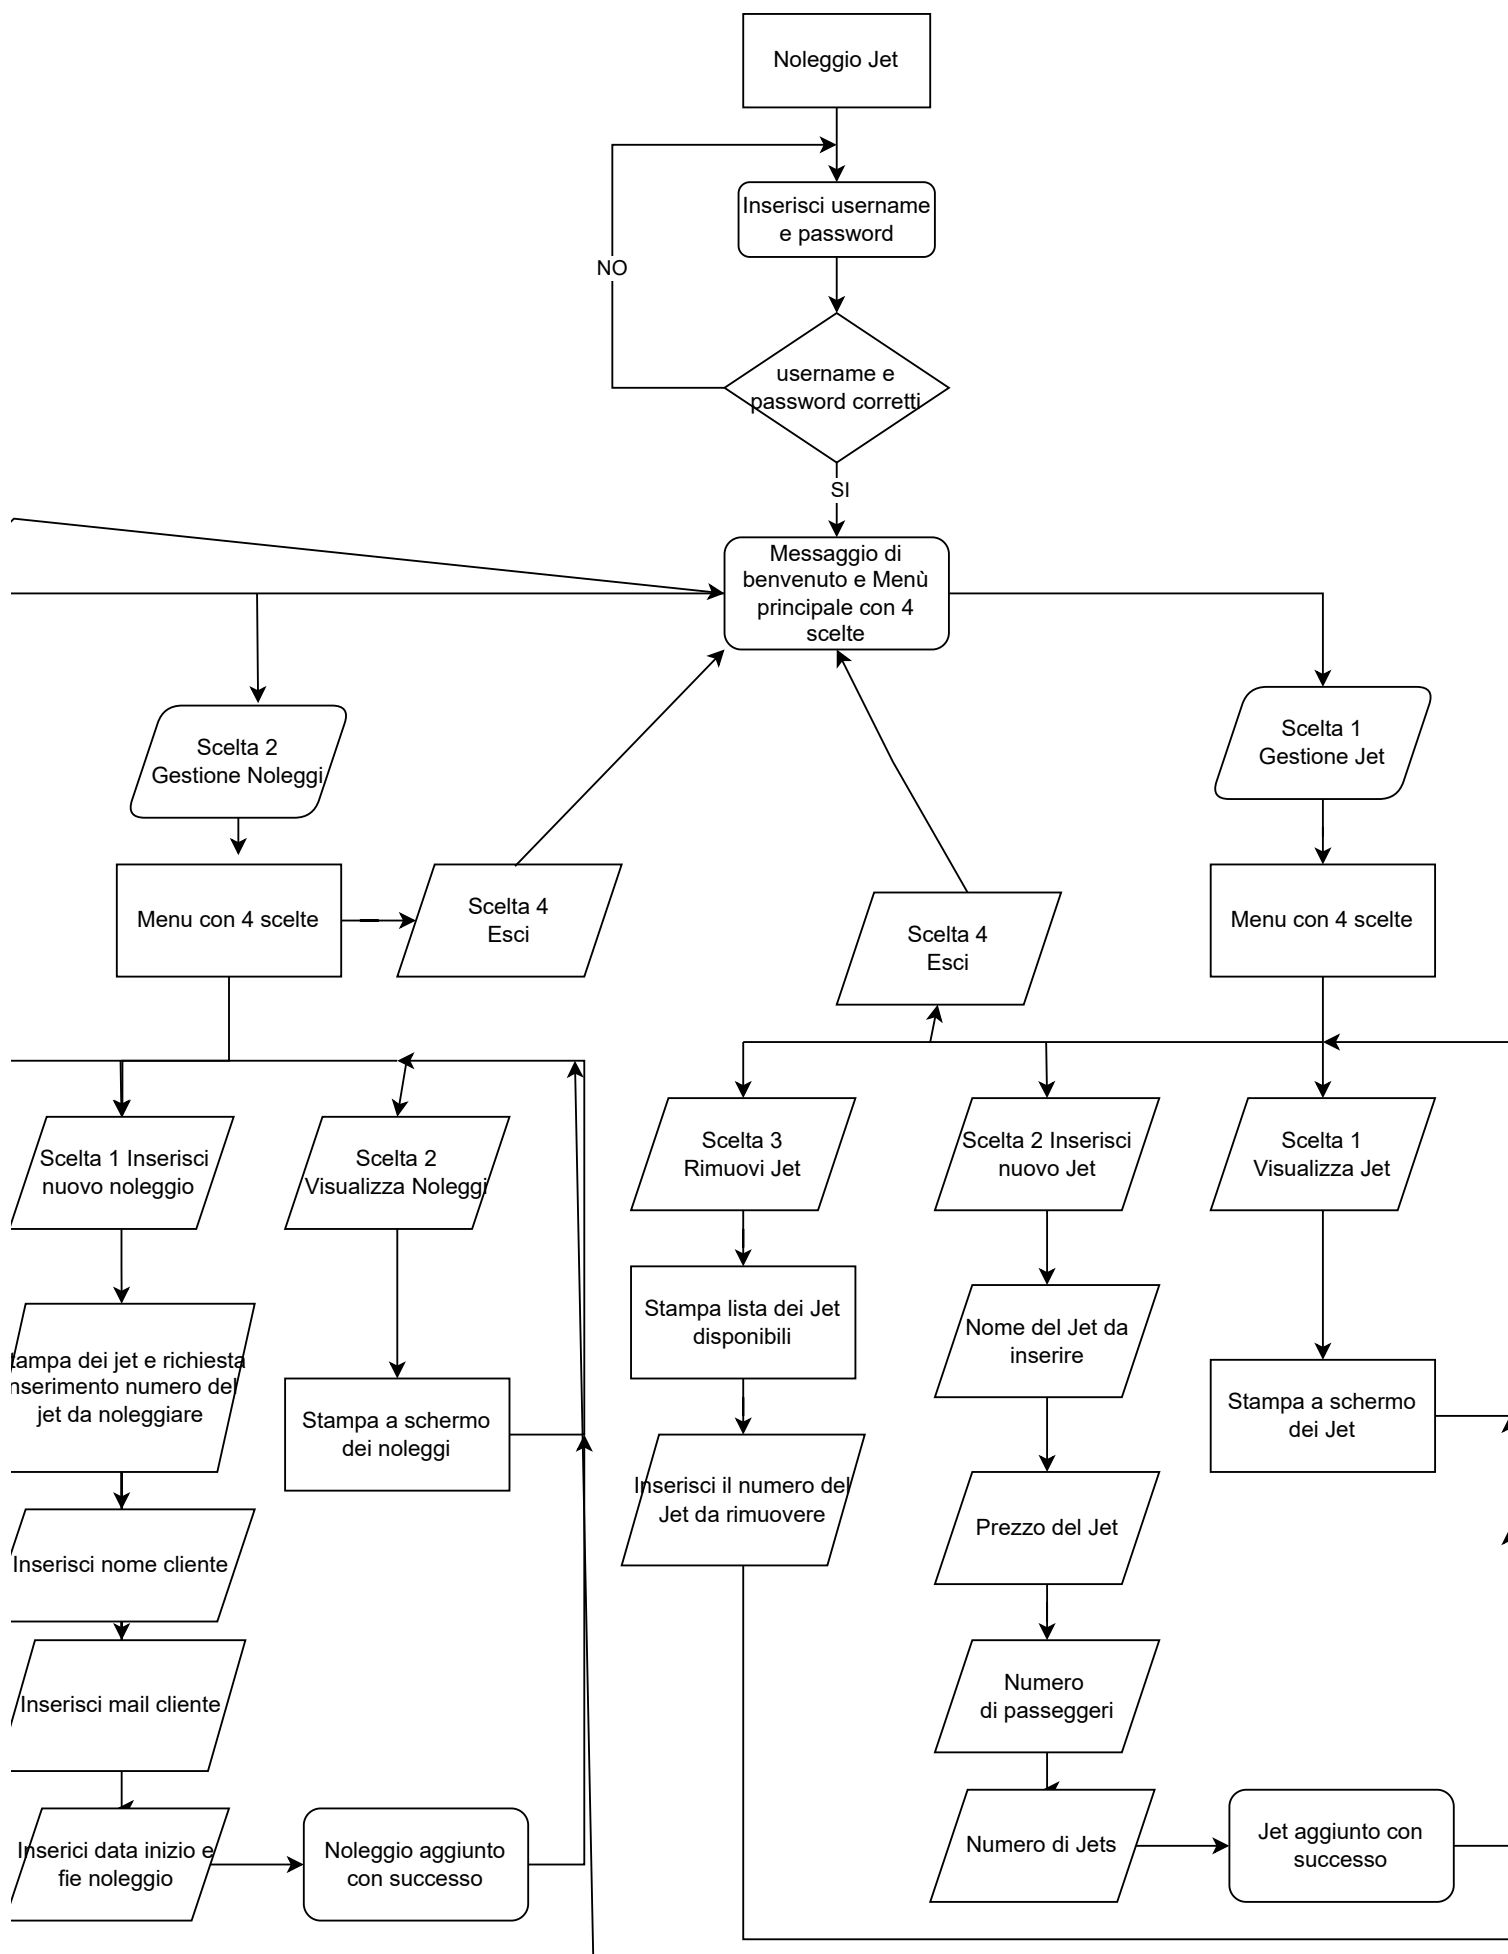 Noleggio Jet
Inserisci username
e password
NO
username e
password corretti
SI
Messaggio di
benvenuto e Menù
principale con 4
scelte
Scelta 2
Gestione Noleggi
Scelta 1
Gestione Jet
Menu con 4 scelte
Scelta 4
Esci
Scelta 4
Esci
Menu con 4 scelte
Scelta 1 Inserisci
nuovo noleggio
Scelta 2
Visualizza Noleggi
Scelta 3
Rimuovi Jet
Scelta 2 Inserisci
nuovo Jet
Scelta 1
Visualizza Jet
tampa dei jet e richiesta
nserimento numero del
jet da noleggiare
Stampa a schermo
dei noleggi
Stampa lista dei Jet
disponibili
Nome del Jet da
inserire
Stampa a schermo
dei Jet
Inserisci nome cliente
Inserisci il numero del
Jet da rimuovere
Prezzo del Jet
Inserisci mail cliente
Numero
di passeggeri
Inserici data inizio e
fie noleggio
Noleggio aggiunto
con successo
Numero di Jets
Jet aggiunto con
successo